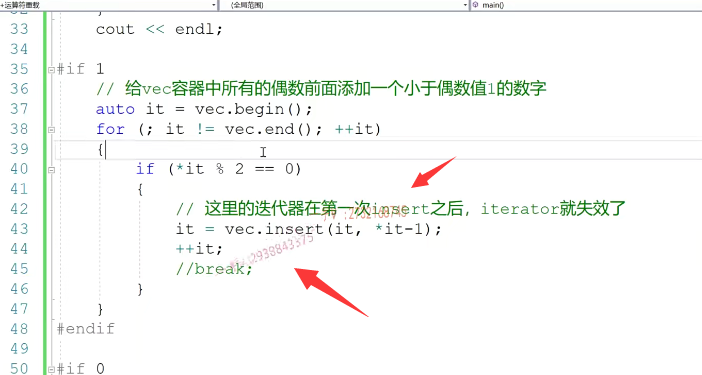 +运算符重载 (全局范围) main()
33 cout << endl;
34
35 #if 1
36 // 给vec容器中所有的偶数前面添加一个小于偶数值1的数字
37 auto it = vec.begin();
38 for (; it != vec.end(); ++it)
39 {
40 if (*it % 2 == 0)
41 {
42 // 这里的迭代器在第一次insert之后，iterator就失效了
43 it = vec.insert(it, *it-1);
44 ++it;
45 //break;
46 }
47 }
48 #endif
49
50 #if 0